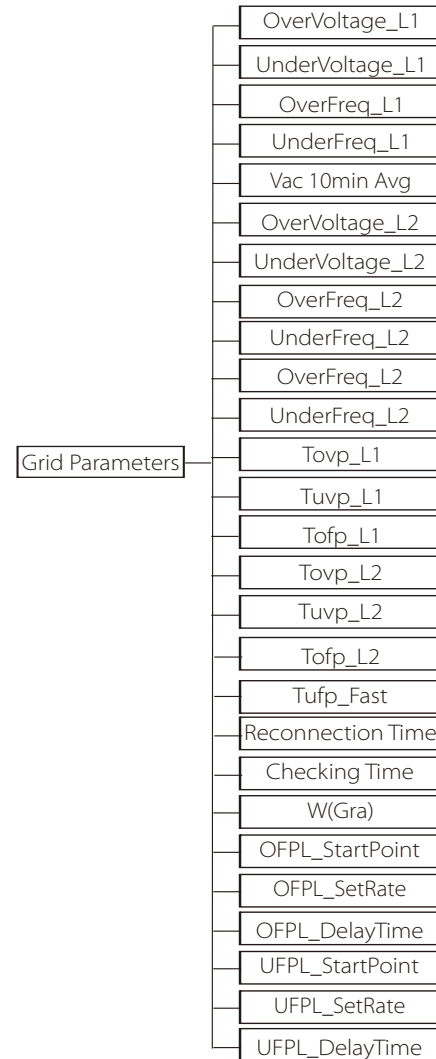 OverVoltage_L1
UnderVoltage_L1
OverFreq_L1
UnderFreq_L1
Vac 10min Avg
OverVoltage_L2
UnderVoltage_L2
OverFreq_L2
UnderFreq_L2
OverFreq_L2
UnderFreq_L2
Grid Parameters
Tovp_L1
Tuvp_L1
Tofp_L1
Tovp_L2
Tuvp_L2
Tofp_L2
Tufp_Fast
Reconnection Time
Checking Time
W(Gra)
OFPL_StartPoint
OFPL_SetRate
OFPL_DelayTime
UFPL_StartPoint
UFPL_SetRate
UFPL_DelayTime